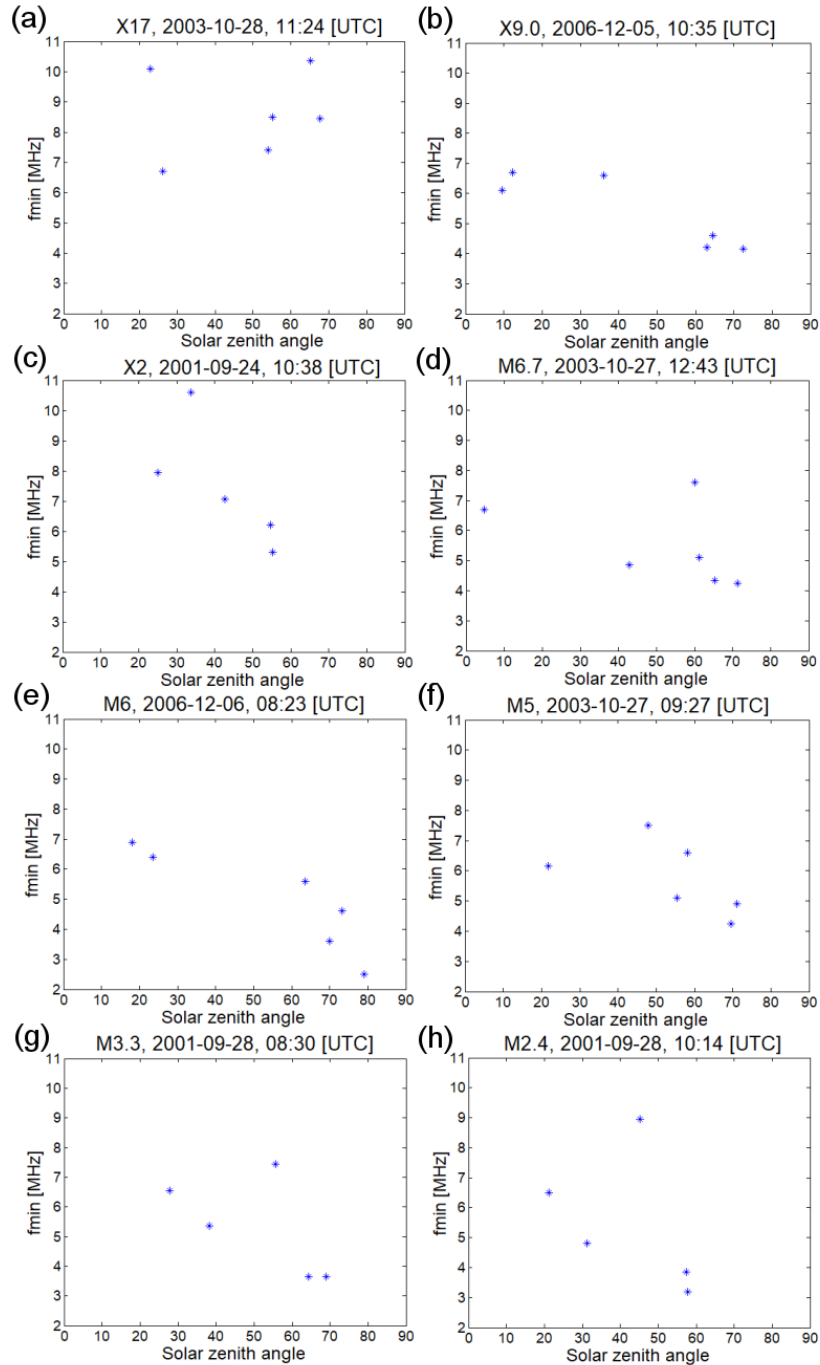 (a)
X17, 2003-10-28, 11:24 [UTC]
11
10
9
8
7
6
5
4
3
2
fmin [MHz]
0 10 20 30 40 50 60 70 80 90
Solar zenith angle
(b)
X9.0, 2006-12-05, 10:35 [UTC]
11
10
9
8
7
6
5
4
3
2
fmin [MHz]
0 10 20 30 40 50 60 70 80 90
Solar zenith angle
(c)
X2, 2001-09-24, 10:38 [UTC]
11
10
9
8
7
6
5
4
3
2
fmin [MHz]
0 10 20 30 40 50 60 70 80 90
Solar zenith angle
(d)
M6.7, 2003-10-27, 12:43 [UTC]
11
10
9
8
7
6
5
4
3
2
fmin [MHz]
0 10 20 30 40 50 60 70 80 90
Solar zenith angle
(e)
M6, 2006-12-06, 08:23 [UTC]
11
10
9
8
7
6
5
4
3
2
fmin [MHz]
0 10 20 30 40 50 60 70 80 90
Solar zenith angle
(f)
M5, 2003-10-27, 09:27 [UTC]
11
10
9
8
7
6
5
4
3
2
fmin [MHz]
0 10 20 30 40 50 60 70 80 90
Solar zenith angle
(g)
M3.3, 2001-09-28, 08:30 [UTC]
11
10
9
8
7
6
5
4
3
2
fmin [MHz]
0 10 20 30 40 50 60 70 80 90
Solar zenith angle
(h)
M2.4, 2001-09-28, 10:14 [UTC]
11
10
9
8
7
6
5
4
3
2
fmin [MHz]
0 10 20 30 40 50 60 70 80 90
Solar zenith angle